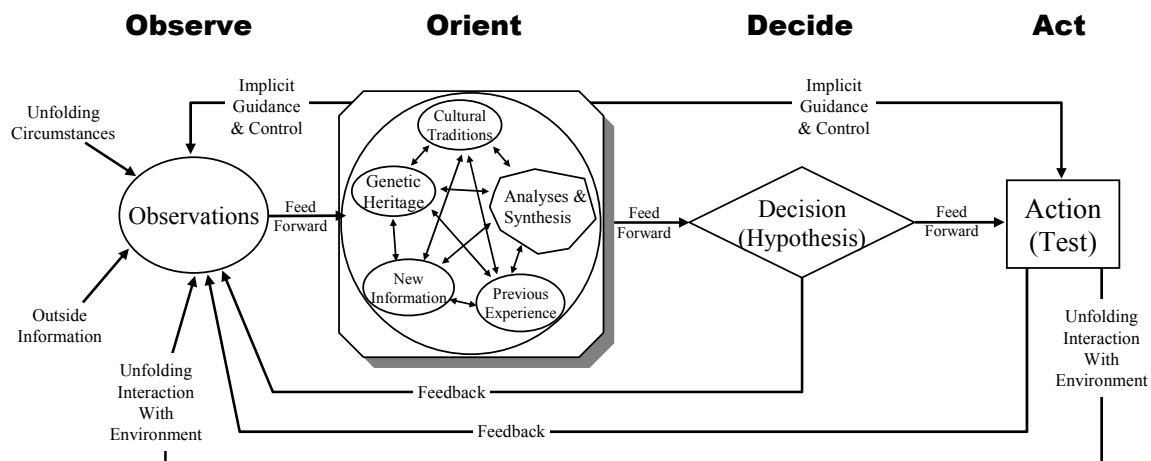 Observe
Orient
Decide
Act
Implicit
Guidance
& Control
Implicit
Guidance
& Control
Unfolding
Circumstances
Cultural
Traditions
Genetic
Heritage
Analyses &
Synthesis
New
Information
Previous
Experience
Observations
Feed
Forward
Feed
Forward
Decision
(Hypothesis)
Feed
Forward
Action
(Test)
Outside
Information
Unfolding
Interaction
With
Environment
Unfolding
Interaction
With
Environment
Feedback
Feedback